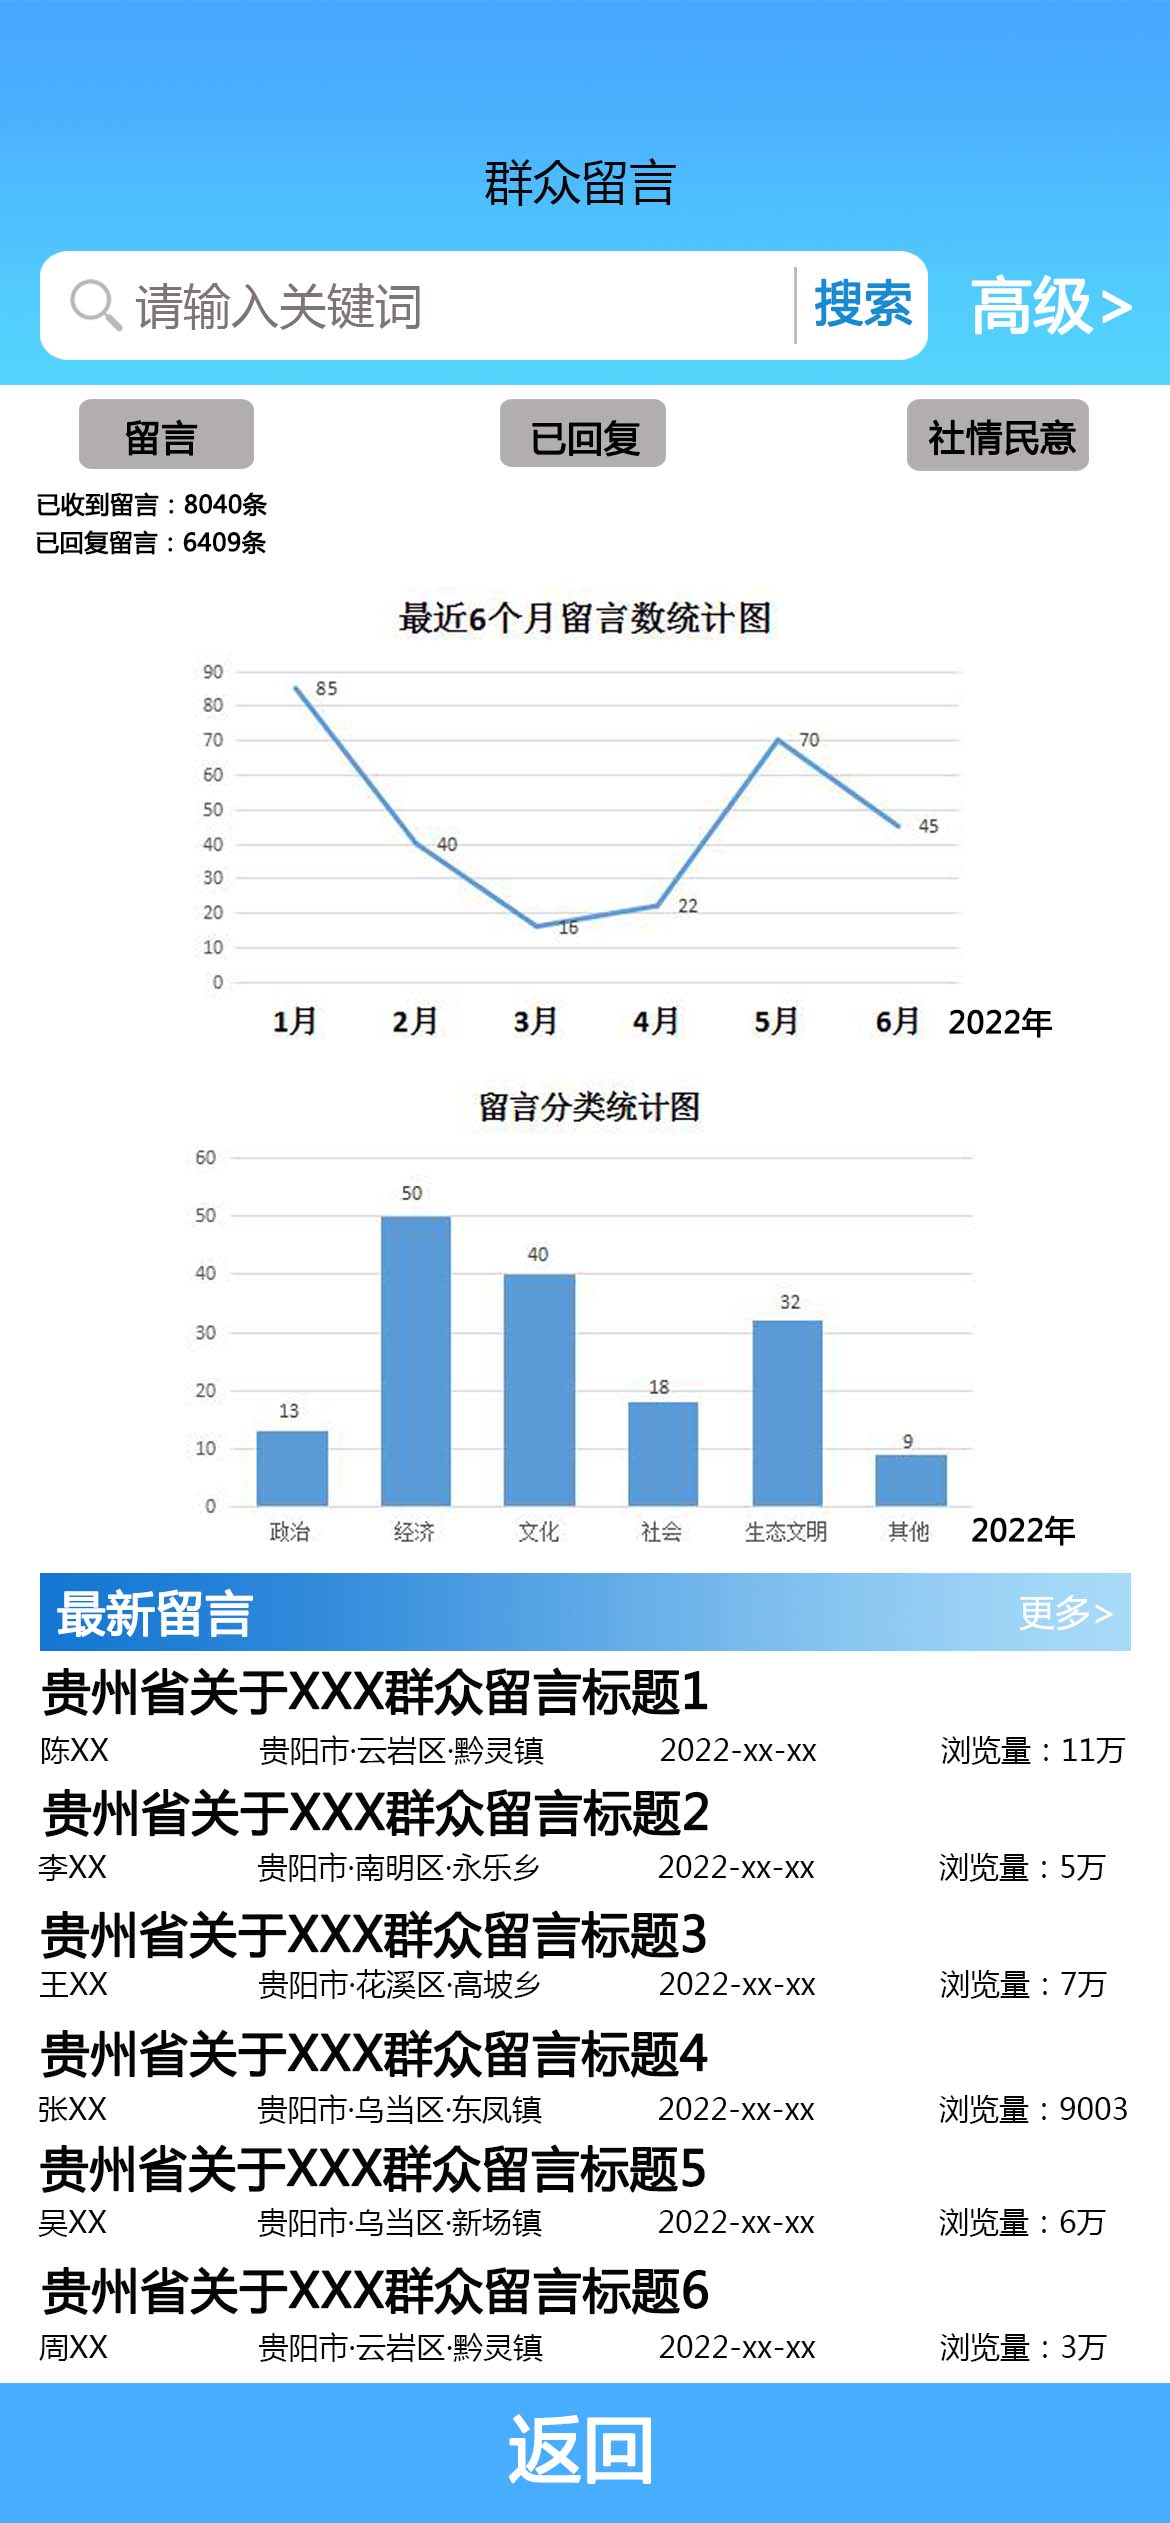 群众留言
请输入关键词 搜索 高级>
留言 已回复 社情民意
已收到留言：8040条
已回复留言：6409条
最近6个月留言数统计图
90
80
70
60
50
40
30
20
10
0
85
40
16
22
70
45
1月 2月 3月 4月 5月 6月 2022年
留言分类统计图
60
50
40
30
20
10
0
13
50
40
18
32
9
政治 经济 文化 社会 生态文明 其他 2022年
最新留言 更多>
贵州省关于XXX群众留言标题1
陈XX 贵阳市·云岩区·黔灵镇 2022-xx-xx 浏览量：11万
贵州省关于XXX群众留言标题2
李XX 贵阳市·南明区·永乐乡 2022-xx-xx 浏览量：5万
贵州省关于XXX群众留言标题3
王XX 贵阳市·花溪区·高坡乡 2022-xx-xx 浏览量：7万
贵州省关于XXX群众留言标题4
张XX 贵阳市·乌当区·东凤镇 2022-xx-xx 浏览量：9003
贵州省关于XXX群众留言标题5
吴XX 贵阳市·乌当区·新场镇 2022-xx-xx 浏览量：6万
贵州省关于XXX群众留言标题6
周XX 贵阳市·云岩区·黔灵镇 2022-xx-xx 浏览量：3万
返回